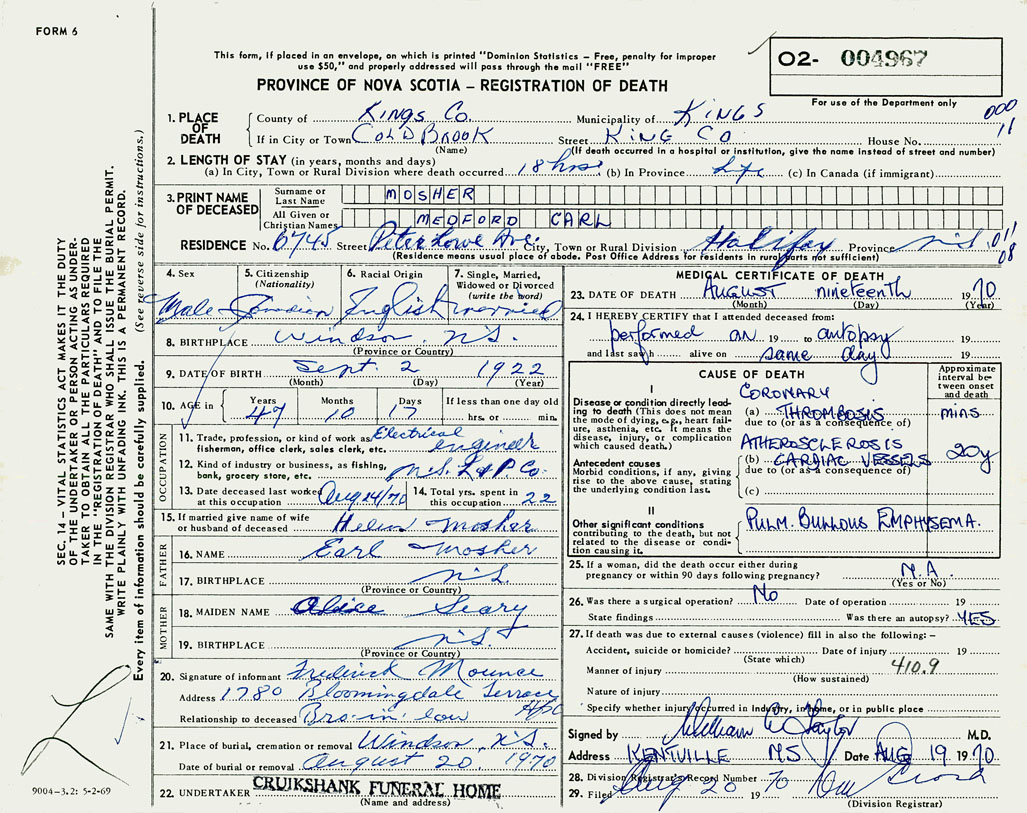 FORM 6
This form, if placed in an envelope, on which is printed "Dominion Statistics – Free, penalty for improper
use $50," and properly addressed will pass through the mail "FREE"
PROVINCE OF NOVA SCOTIA – REGISTRATION OF DEATH
O2- 004967
For use of the Department only
000
11
1. PLACE OF DEATH
County of Kings Co. Municipality of KINGS
If in City or Town COLDBROOK Street KING CO House No.
(Name) (If death occurred in a hospital or institution, give the name instead of street and number)
2. LENGTH OF STAY (in years, months and days)
(a) In City, Town or Rural Division where death occurred 18 hrs. (b) In Province Life (c) In Canada (if immigrant)
3. PRINT NAME OF DECEASED
Surname or Last Name MOSHER
All Given or Christian Names MEDFORD CARL
RESIDENCE No. 6745 Street Peter Lowe Ave. City, Town or Rural Division Halifax Province N.S. 011
08
(Residence means usual place of abode. Post Office Address for residents in rural parts not sufficient)
4. Sex 5. Citizenship (Nationality) 6. Racial Origin 7. Single, Married, Widowed or Divorced (write the word)
Male Canadian English married
8. BIRTHPLACE Windsor, N.S.
(Province or Country)
9. DATE OF BIRTH Sept. 2 1922
(Month) (Day) (Year)
10. AGE in Years Months Days If less than one day old
47 10 17 hrs. or min.
OCCUPATION
11. Trade, profession, or kind of work as fisherman, office clerk, sales clerk, etc. Electrical engineer
12. Kind of industry or business, as fishing, bank, grocery store, etc. N.S. L & P Co.
13. Date deceased last worked at this occupation Aug 14/70 14. Total yrs. spent in this occupation 22
15. If married give name of wife or husband of deceased Helen Mosher
FATHER
16. NAME Earl Mosher
17. BIRTHPLACE N.S.
(Province or Country)
MOTHER
18. MAIDEN NAME Alice Seary
19. BIRTHPLACE N.S.
(Province or Country)
20. Signature of informant Fredrick Mounce
Address 1780 Bloomingdale Terrace Hfx
Relationship to deceased Bro-in-law
21. Place of burial, cremation or removal Windsor, N.S.
Date of burial or removal August 20, 1970
22. UNDERTAKER CRUIKSHANK FUNERAL HOME
(Name and address)
MEDICAL CERTIFICATE OF DEATH
23. DATE OF DEATH AUGUST nineteenth 1970
(Month) (Day) (Year)
24. I HEREBY CERTIFY that I attended deceased from:
performed an 19 to autopsy 19
and last saw h alive on same day 19
CAUSE OF DEATH
Approximate interval between onset and death
I
Disease or condition directly leading to death (This does not mean the mode of dying, e.g., heart failure, asthenia, etc. It means the disease, injury, or complication which caused death.)
CORONARY
(a) THROMBOSIS mins
due to (or as a consequence of)
ATHEROSCLEROSIS
Antecedent causes
Morbid conditions, if any, giving rise to the above cause, stating the underlying condition last.
(b) CARDIAC VESSELS 20y
due to (or as a consequence of)
(c)
II
Other significant conditions
contributing to the death, but not related to the disease or condition causing it.
PULM. BULLOUS EMPHYSEMA.
25. If a woman, did the death occur either during pregnancy or within 90 days following pregnancy? N.A.
(Yes or No)
26. Was there a surgical operation? No Date of operation 19
State findings Was there an autopsy? YES
27. If death was due to external causes (violence) fill in also the following: –
Accident, suicide or homicide? Date of injury 19
(State which)
Manner of injury 410.9
(How sustained)
Nature of injury
Specify whether injury occurred in Industry, in home, or in public place
Signed by William C. Taylor M.D.
Address KENTVILLE NS Date AUG 19 1970
28. Division Registrar's Record Number
29. Filed Aug 20 1970
(Division Registrar)
SEC. 14 – VITAL STATISTICS ACT MAKES IT THE DUTY
OF THE UNDERTAKER OR PERSON ACTING AS UNDER-
TAKER TO OBTAIN ALL THE PARTICULARS REQUIRED
IN THE "REGISTRATION OF DEATH" AND TO FILE THE
SAME WITH THE DIVISION REGISTRAR WHO SHALL ISSUE THE BURIAL PERMIT.
WRITE PLAINLY WITH UNFADING INK. THIS IS A PERMANENT RECORD.
Every item of information should be carefully supplied. (See reverse side for instructions.)
9004-3.2: 5-2-69